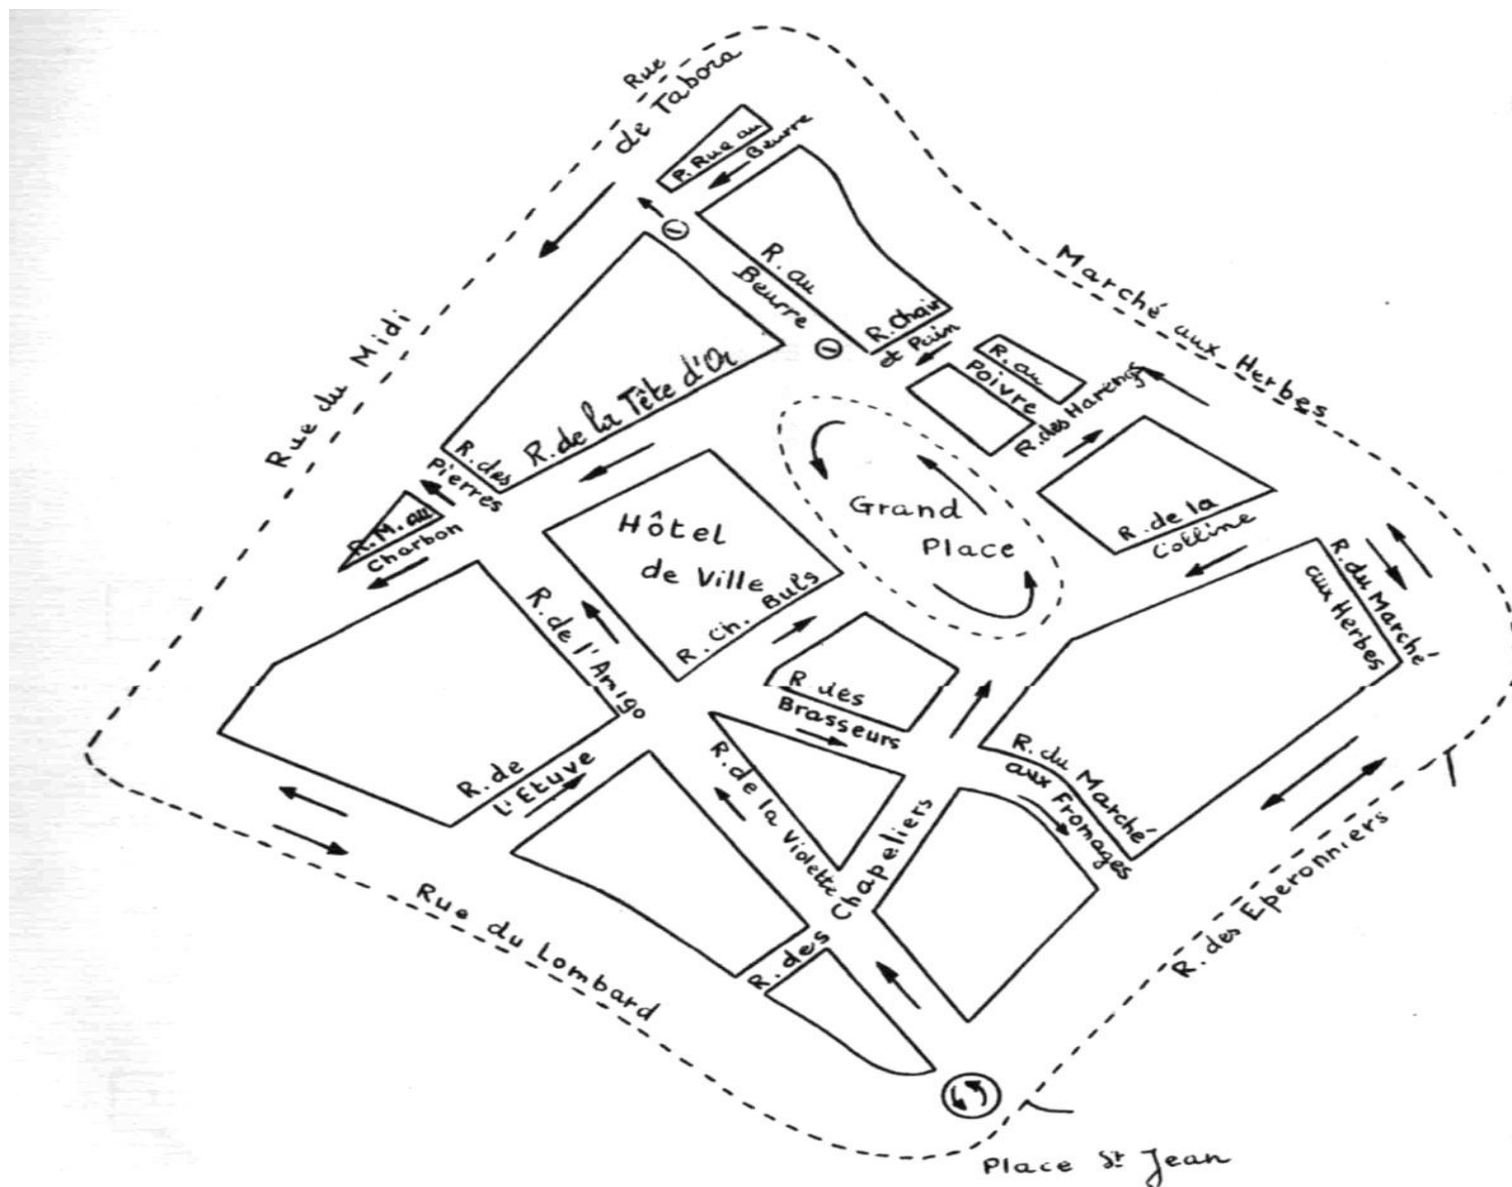 Rue
de Tabora
P. Rue au
Beurre
R. au
Beurre
R. Chair
et Pain
Marché aux Herbes
R. au
Poivre
R. des Harengs
Rue du Midi
R. de la Tête d'Or
R. des
Pierres
R. M. au
Charbon
Hôtel
de Ville
Grand
Place
R. de la
Colline
R. du Marché
aux Herbes
R. Ch. Buls
R. de l'Amigo
R. des
Brasseurs
R. de
L'Etuve
R. de la Violette
R. des Chapeliers
R. du Marché
aux Fromages
R. des Eperonniers
Rue du Lombard
Place St Jean